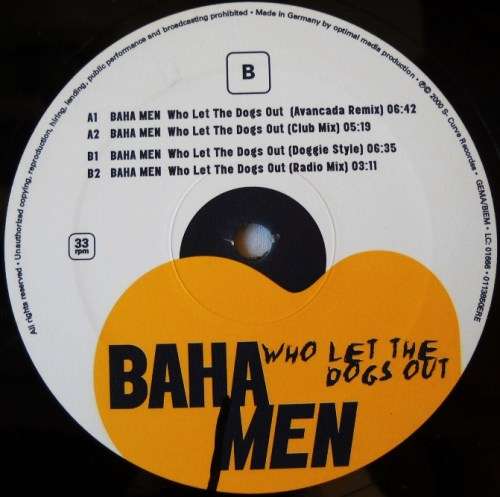 All rights reserved • Unauthorized copying, reproduction, hiring, lending, public performance and broadcasting prohibited • Made in Germany by optimal media production • ℗© 2000 S-Curve Recordes • GEMA/BIEM • LC: 01666 • 0113860ERE
B
A1 BAHA MEN Who Let The Dogs Out (Avancada Remix) 06:42
A2 BAHA MEN Who Let The Dogs Out (Club Mix) 05:19
B1 BAHA MEN Who Let The Dogs Out (Doggie Style) 06:35
B2 BAHA MEN Who Let The Dogs Out (Radio Mix) 03:11
33
rpm
WHO LET THE
DOGS OUT
BAHA
MEN